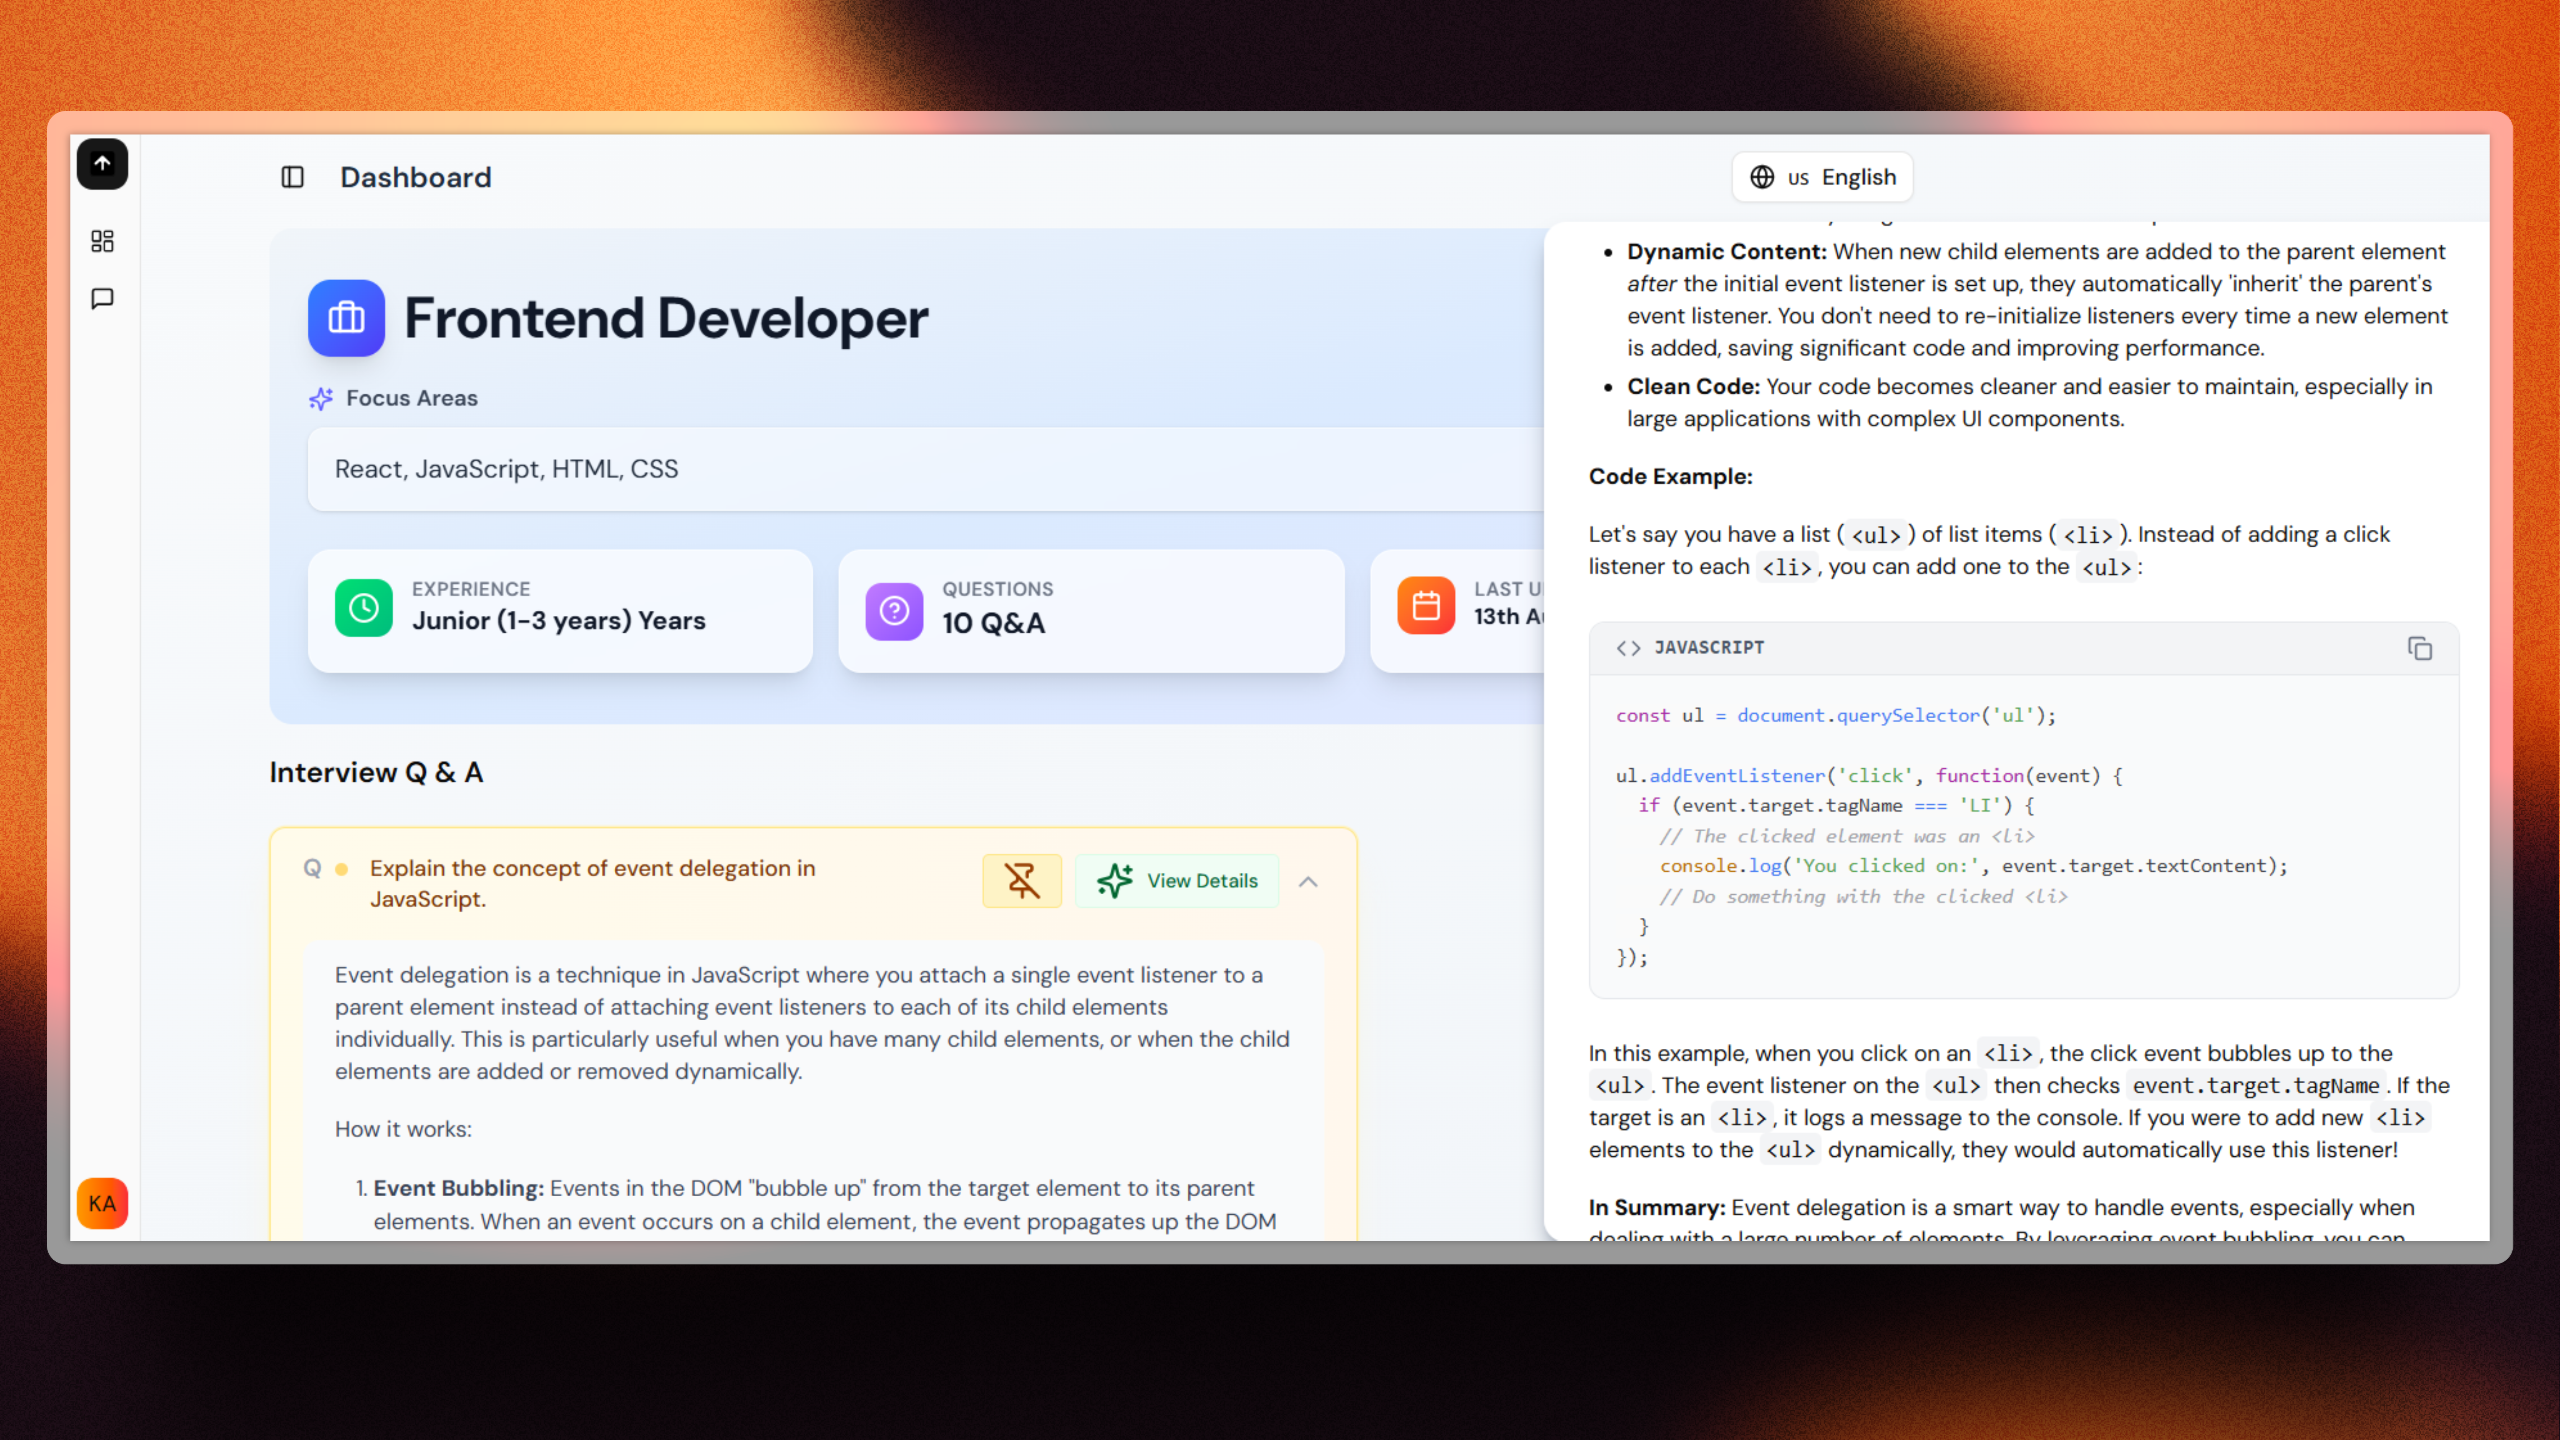 Dashboard
US English
Frontend Developer
Focus Areas
React, JavaScript, HTML, CSS
EXPERIENCE
Junior (1-3 years) Years
QUESTIONS
10 Q&A
LAST U
13th A
Interview Q & A
Q Explain the concept of event delegation in
JavaScript.
View Details
Event delegation is a technique in JavaScript where you attach a single event listener to a
parent element instead of attaching event listeners to each of its child elements
individually. This is particularly useful when you have many child elements, or when the child
elements are added or removed dynamically.
How it works:
1. Event Bubbling: Events in the DOM "bubble up" from the target element to its parent
elements. When an event occurs on a child element, the event propagates up the DOM
KA
• Dynamic Content: When new child elements are added to the parent element
after the initial event listener is set up, they automatically 'inherit' the parent's
event listener. You don't need to re-initialize listeners every time a new element
is added, saving significant code and improving performance.
• Clean Code: Your code becomes cleaner and easier to maintain, especially in
large applications with complex UI components.
Code Example:
Let's say you have a list ( <ul> ) of list items ( <li> ). Instead of adding a click
listener to each <li> , you can add one to the <ul> :
<> JAVASCRIPT
const ul = document.querySelector('ul');
ul.addEventListener('click', function(event) {
if (event.target.tagName === 'LI') {
// The clicked element was an <li>
console.log('You clicked on:', event.target.textContent);
// Do something with the clicked <li>
}
});
In this example, when you click on an <li> , the click event bubbles up to the
<ul> . The event listener on the <ul> then checks event.target.tagName . If the
target is an <li> , it logs a message to the console. If you were to add new <li>
elements to the <ul> dynamically, they would automatically use this listener!
In Summary: Event delegation is a smart way to handle events, especially when
dealing with a large number of elements. By leveraging event bubbling, you can